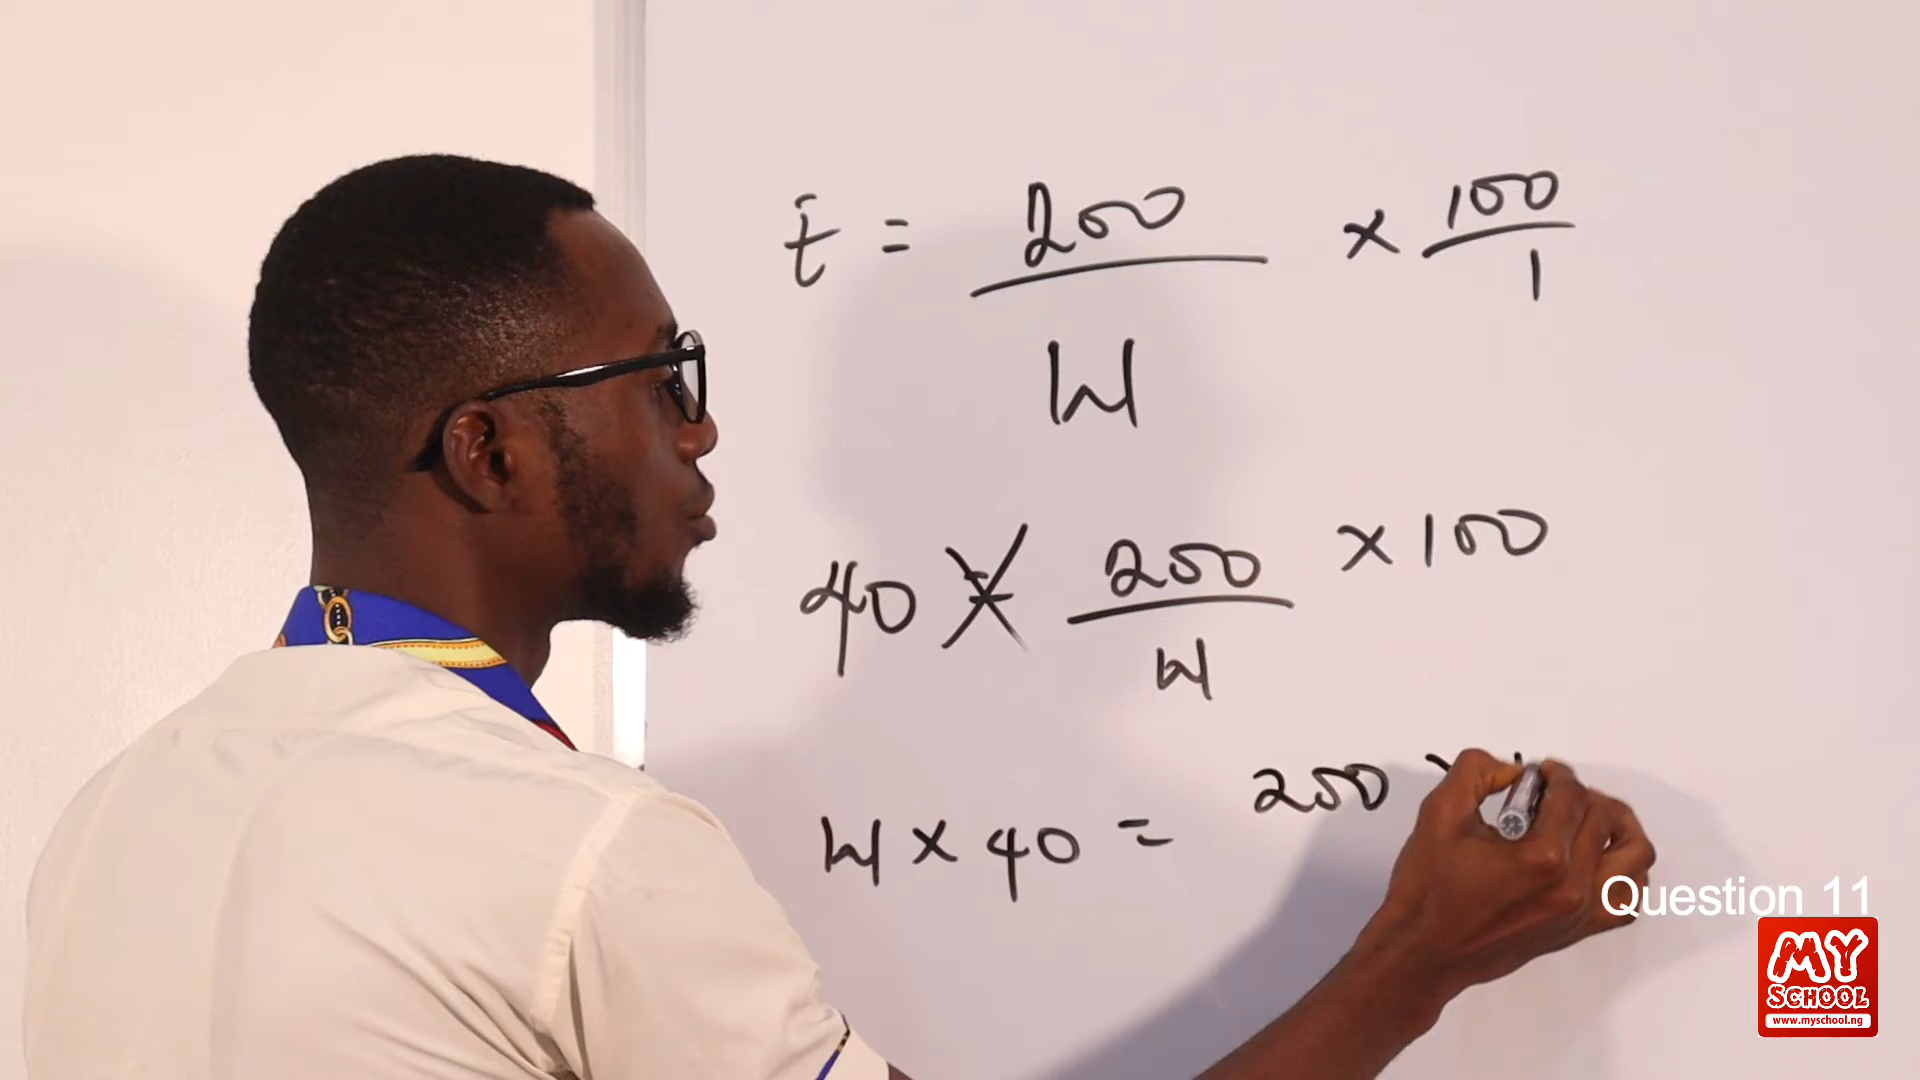 E = 200/W × 100/1
40 = 200/W × 100
W × 40 = 200 ×
Question 11
MY
SCHOOL
www.myschool.ng